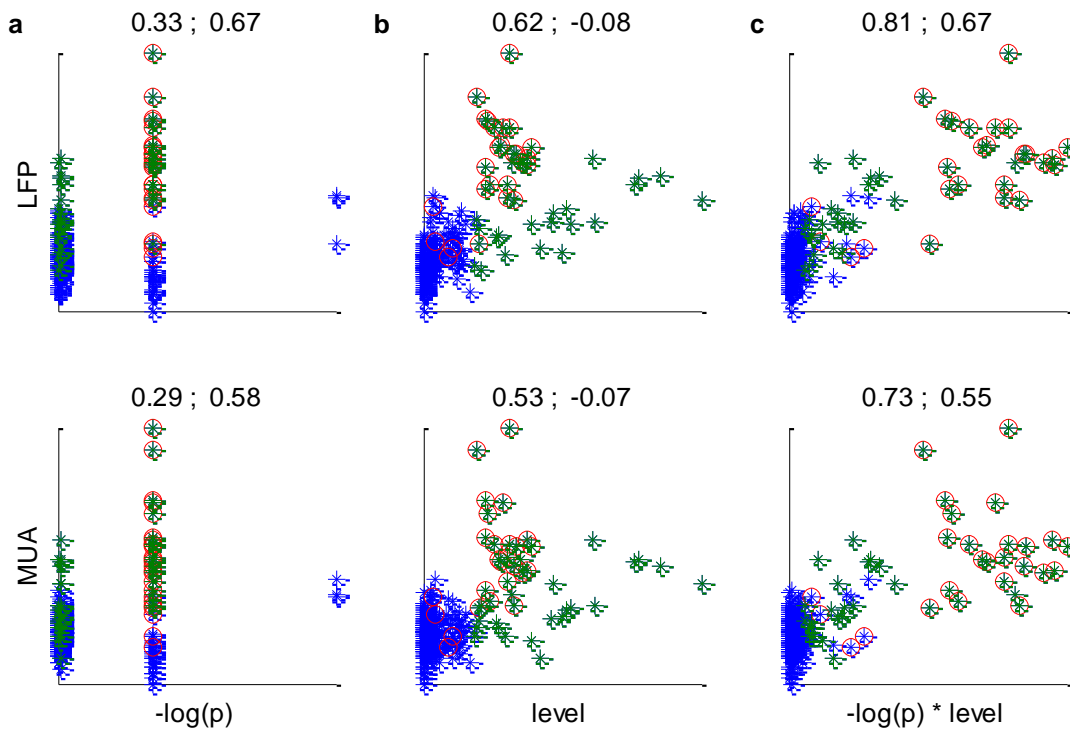 a 0.33 ; 0.67 b 0.62 ; -0.08 c 0.81 ; 0.67
LFP
0.29 ; 0.58 0.53 ; -0.07 0.73 ; 0.55
MUA
-log(p) level -log(p) * level